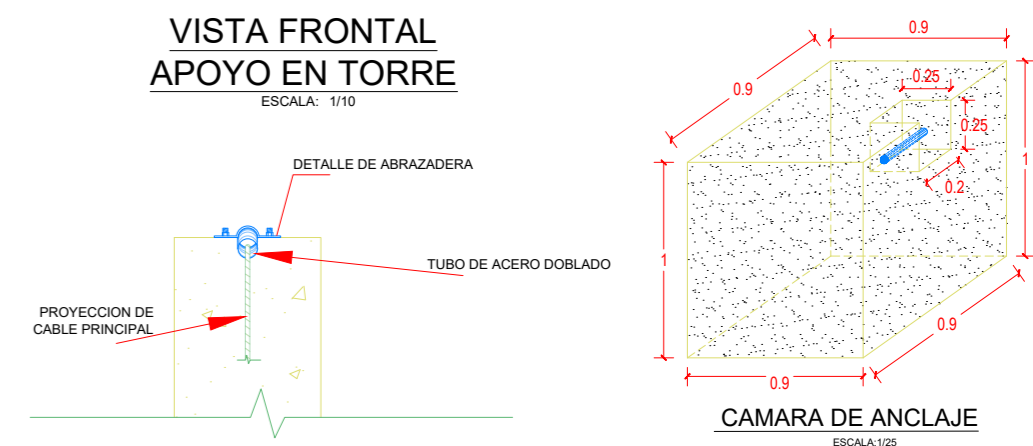 VISTA FRONTAL
APOYO EN TORRE
ESCALA: 1/10
DETALLE DE ABRAZADERA
TUBO DE ACERO DOBLADO
PROYECCION DE
CABLE PRINCIPAL
0.9
0.9
0.25
0.25
0.2
1
1
0.9
0.9
CAMARA DE ANCLAJE
ESCALA:1/25